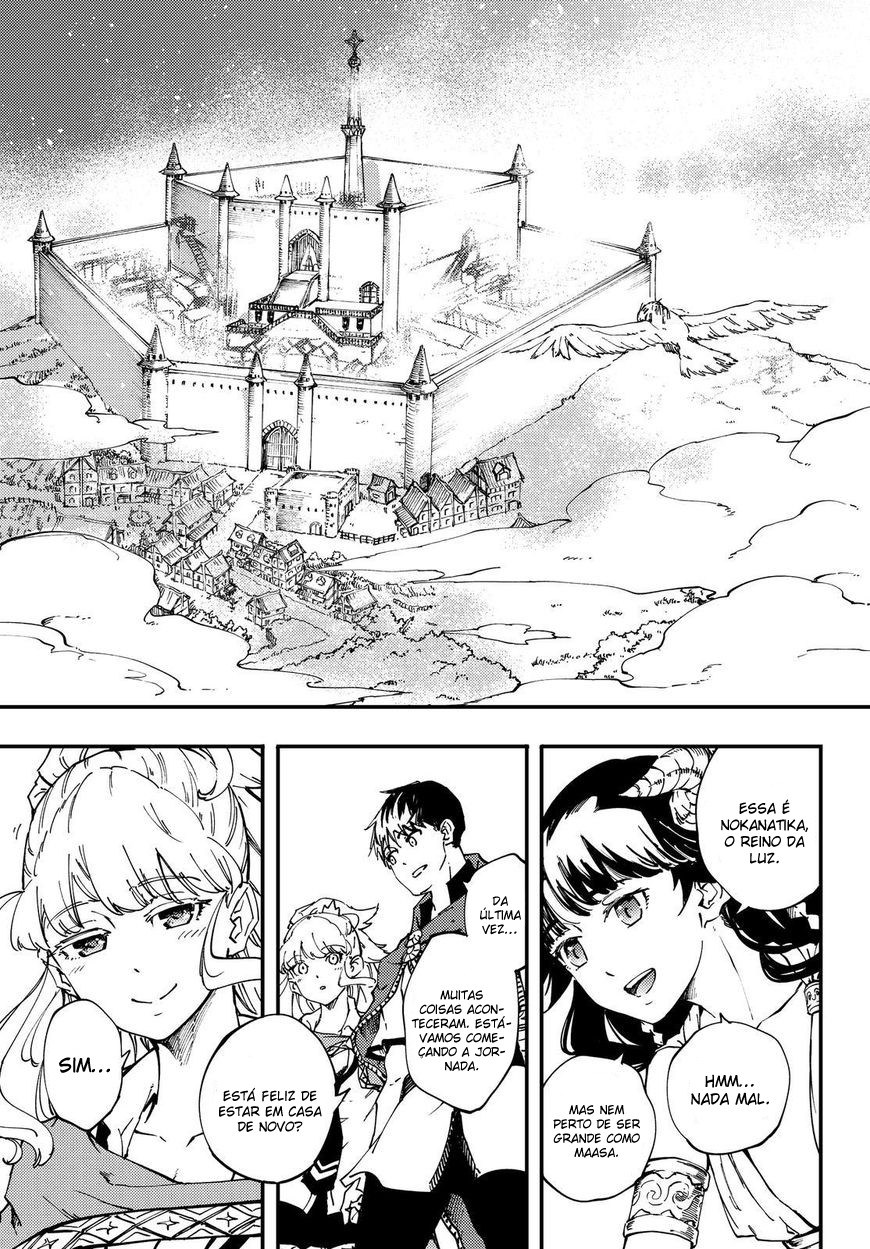 ESSA É
NOKANATIKA,
O REINO DA
LUZ.
HMM...
NADA MAL.
MAS NEM
PERTO DE SER
GRANDE COMO
MAASA.
DA
ÚLTIMA
VEZ...
MUITAS
COISAS ACON-
TECERAM. ESTÁ-
VAMOS COME-
ÇANDO A JOR-
NADA.
ESTÁ FELIZ DE
ESTAR EM CASA
DE NOVO?
SIM...